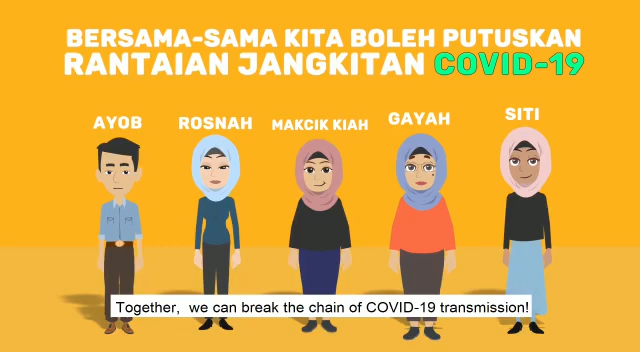 BERSAMA-SAMA KITA BOLEH PUTUSKAN
RANTAIAN JANGKITAN COVID-19
AYOB
ROSNAH
MAKCIK KIAH
GAYAH
SITI
Together, we can break the chain of COVID-19 transmission!